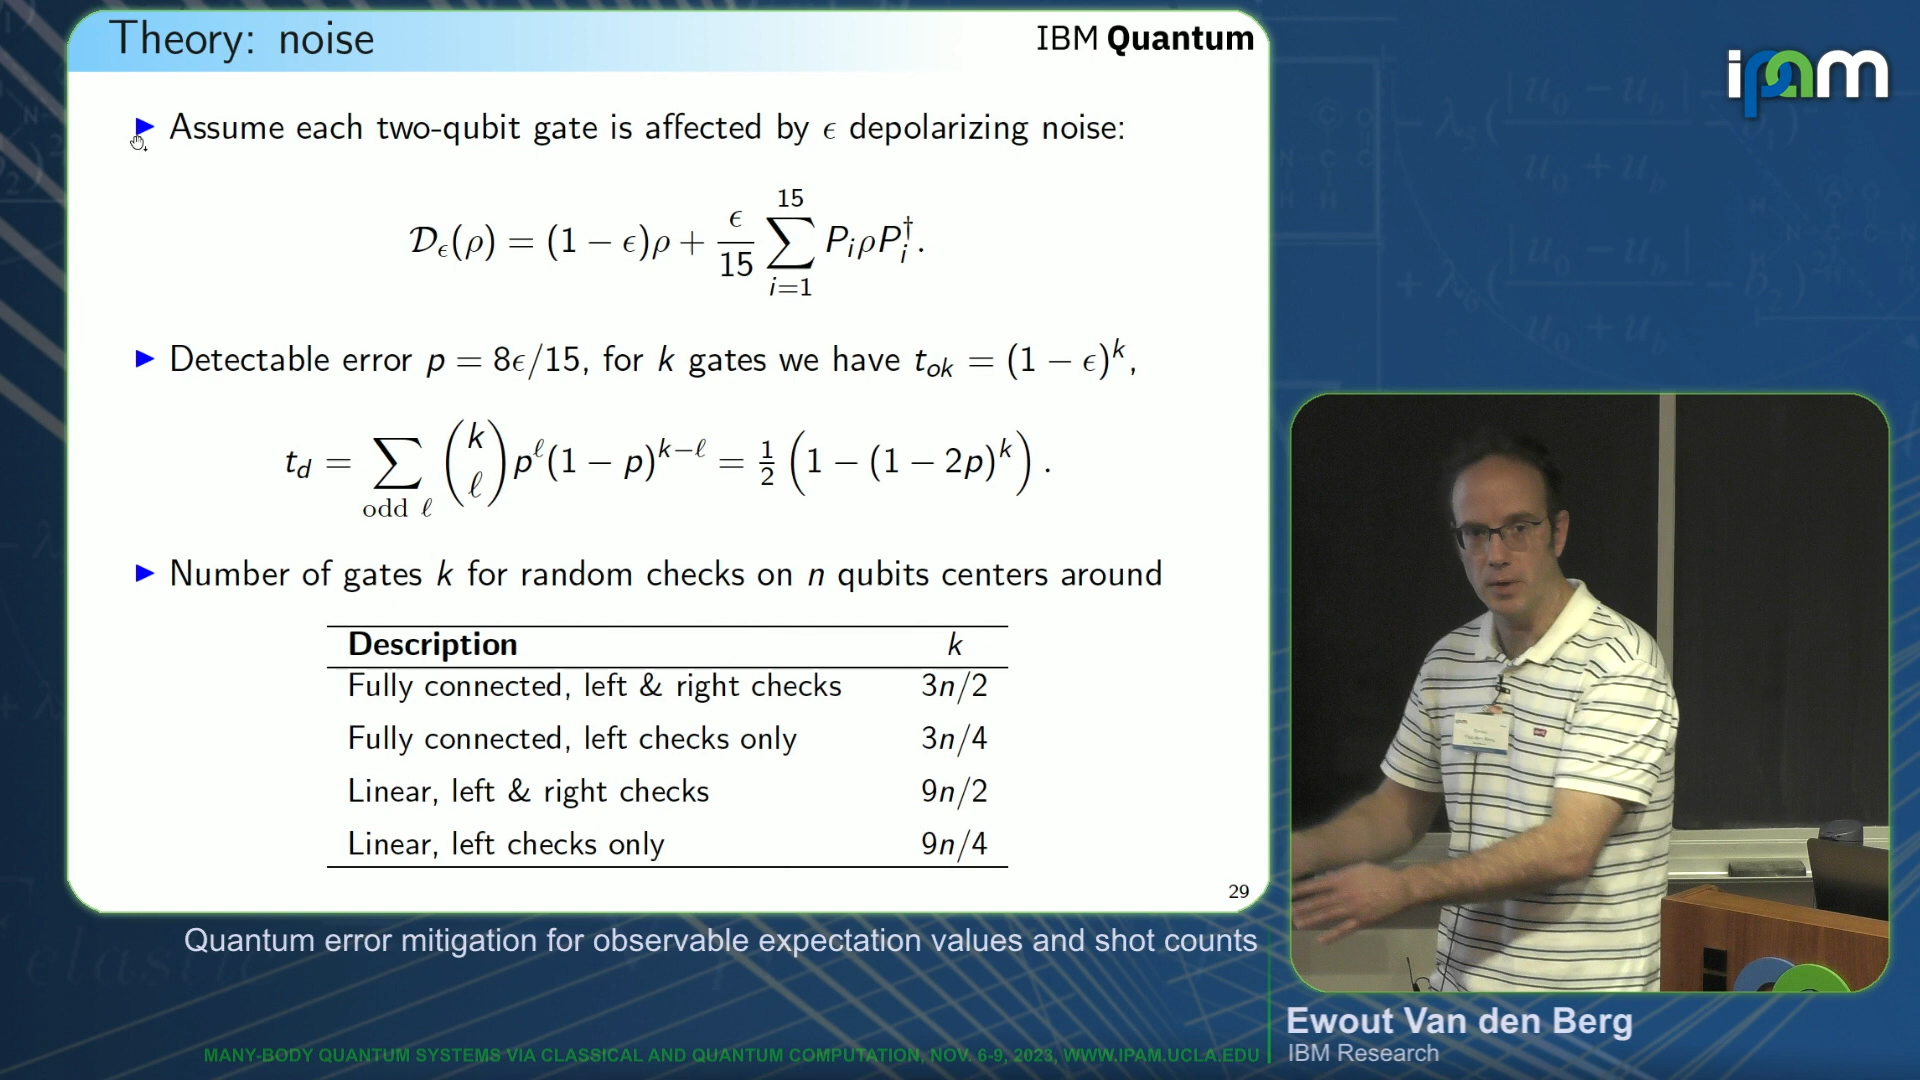 Theory: noise
IBM Quantum
ipam
▶ Assume each two-qubit gate is affected by ϵ depolarizing noise:
𝒟_ϵ(ρ) = (1 − ϵ)ρ + ϵ/15 ∑_{i=1}^{15} P_i ρ P_i^†.
▶ Detectable error p = 8ϵ/15, for k gates we have t_ok = (1 − ϵ)^k,
t_d = ∑_{odd ℓ} (k ℓ) p^ℓ (1 − p)^{k−ℓ} = ½ (1 − (1 − 2p)^k).
▶ Number of gates k for random checks on n qubits centers around
Description k
Fully connected, left & right checks 3n/2
Fully connected, left checks only 3n/4
Linear, left & right checks 9n/2
Linear, left checks only 9n/4
29
Quantum error mitigation for observable expectation values and shot counts
Ewout Van den Berg
IBM Research
MANY-BODY QUANTUM SYSTEMS VIA CLASSICAL AND QUANTUM COMPUTATION, NOV. 6-9, 2023, WWW.IPAM.UCLA.EDU